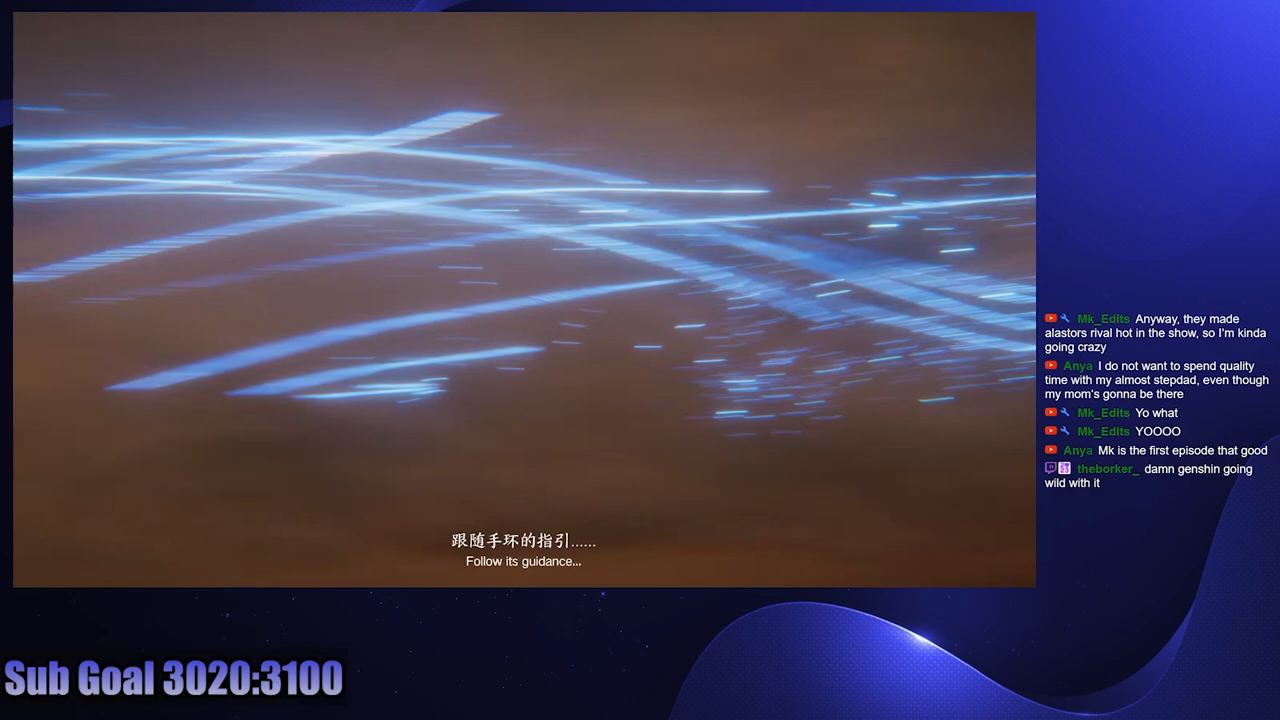 跟随手环的指引......
Follow its guidance...
Mk_Edits Anyway, they made
alastors rival hot in the show, so I'm kinda
going crazy
Anya I do not want to spend quality
time with my almost stepdad, even though
my mom's gonna be there
Mk_Edits Yo what
Mk_Edits YOOOO
Anya Mk is the first episode that good
theborker_ damn genshin going
wild with it
Sub Goal 3020:3100